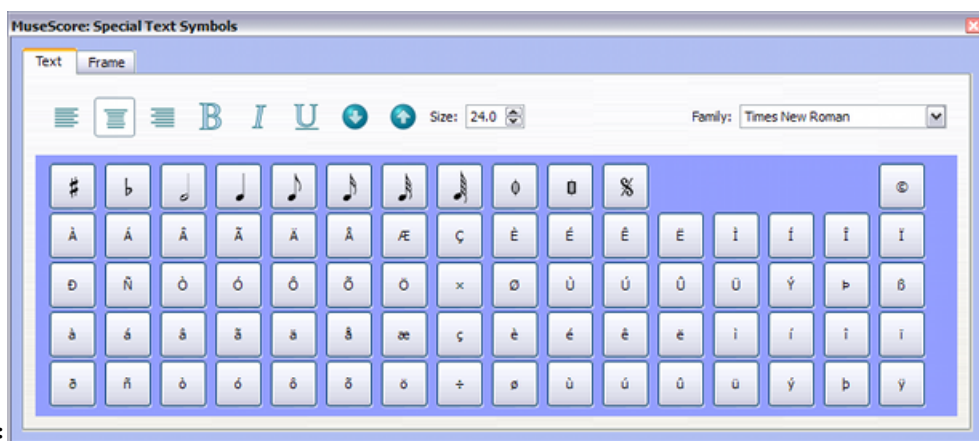 MuseScore: Special Text Symbols
Text Frame
B I U Size: 24.0 Family: Times New Roman
♯ ♭ 𝅗𝅥 ♩ ♪ 𝅘𝅥𝅯 𝅘𝅥𝅰 𝅘𝅥𝅱 𝄌 𝄋 ©
À Á Â Ã Ä Å Æ Ç È É Ê Ë Ì Í Î Ï
Ð Ñ Ò Ó Ô Õ Ö × Ø Ù Ú Û Ü Ý Þ ß
à á â ã ä å æ ç è é ê ë ì í î ï
ð ñ ò ó ô õ ö ÷ ø ù ú û ü ý þ ÿ
: